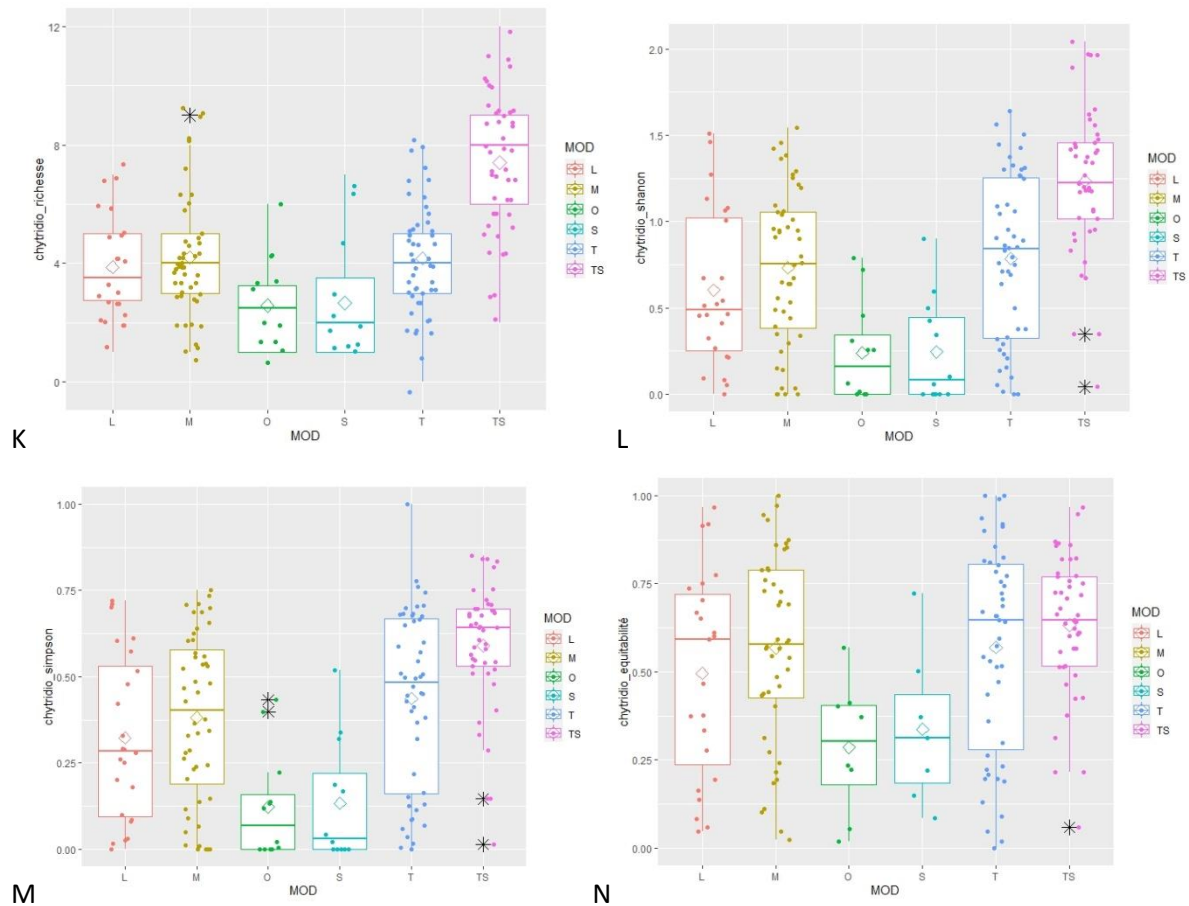 chytridio_richesse
12
8
4
0
L
M
O
S
T
TS
MOD
MOD
L
M
O
S
T
TS
K
chytridio_shanon
2.0
1.5
1.0
0.5
0.0
L
M
O
S
T
TS
MOD
MOD
L
M
O
S
T
TS
L
chytridio_simpson
1.00
0.75
0.50
0.25
0.00
L
M
O
S
T
TS
MOD
MOD
L
M
O
S
T
TS
M
chytridio_equitabilité
1.00
0.75
0.50
0.25
0.00
L
M
O
S
T
TS
MOD
MOD
L
M
O
S
T
TS
N